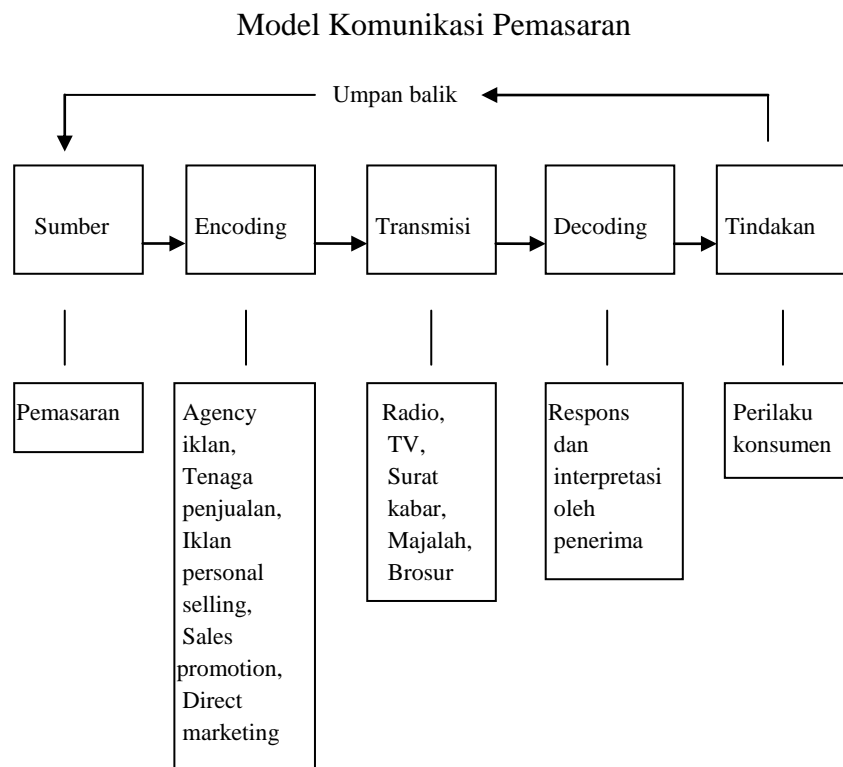 Model Komunikasi Pemasaran
Umpan balik
Sumber
Encoding
Transmisi
Decoding
Tindakan
Pemasaran
Agency
iklan,
Tenaga
penjualan,
Iklan
personal
selling,
Sales
promotion,
Direct
marketing
Radio,
TV,
Surat
kabar,
Majalah,
Brosur
Respons
dan
interpretasi
oleh
penerima
Perilaku
konsumen